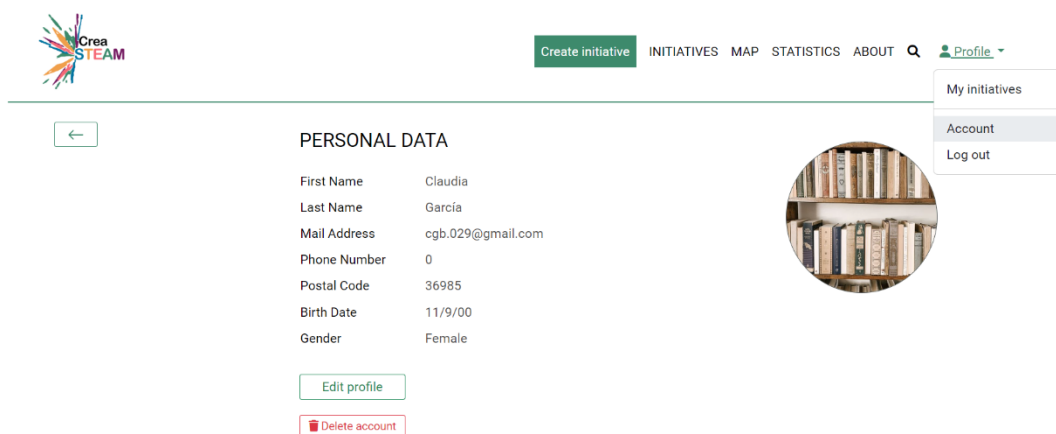 Crea
STEAM
Create initiative INITIATIVES MAP STATISTICS ABOUT Profile
My initiatives
Account
Log out
PERSONAL DATA
First Name Claudia
Last Name García
Mail Address cgb.029@gmail.com
Phone Number 0
Postal Code 36985
Birth Date 11/9/00
Gender Female
Edit profile
Delete account